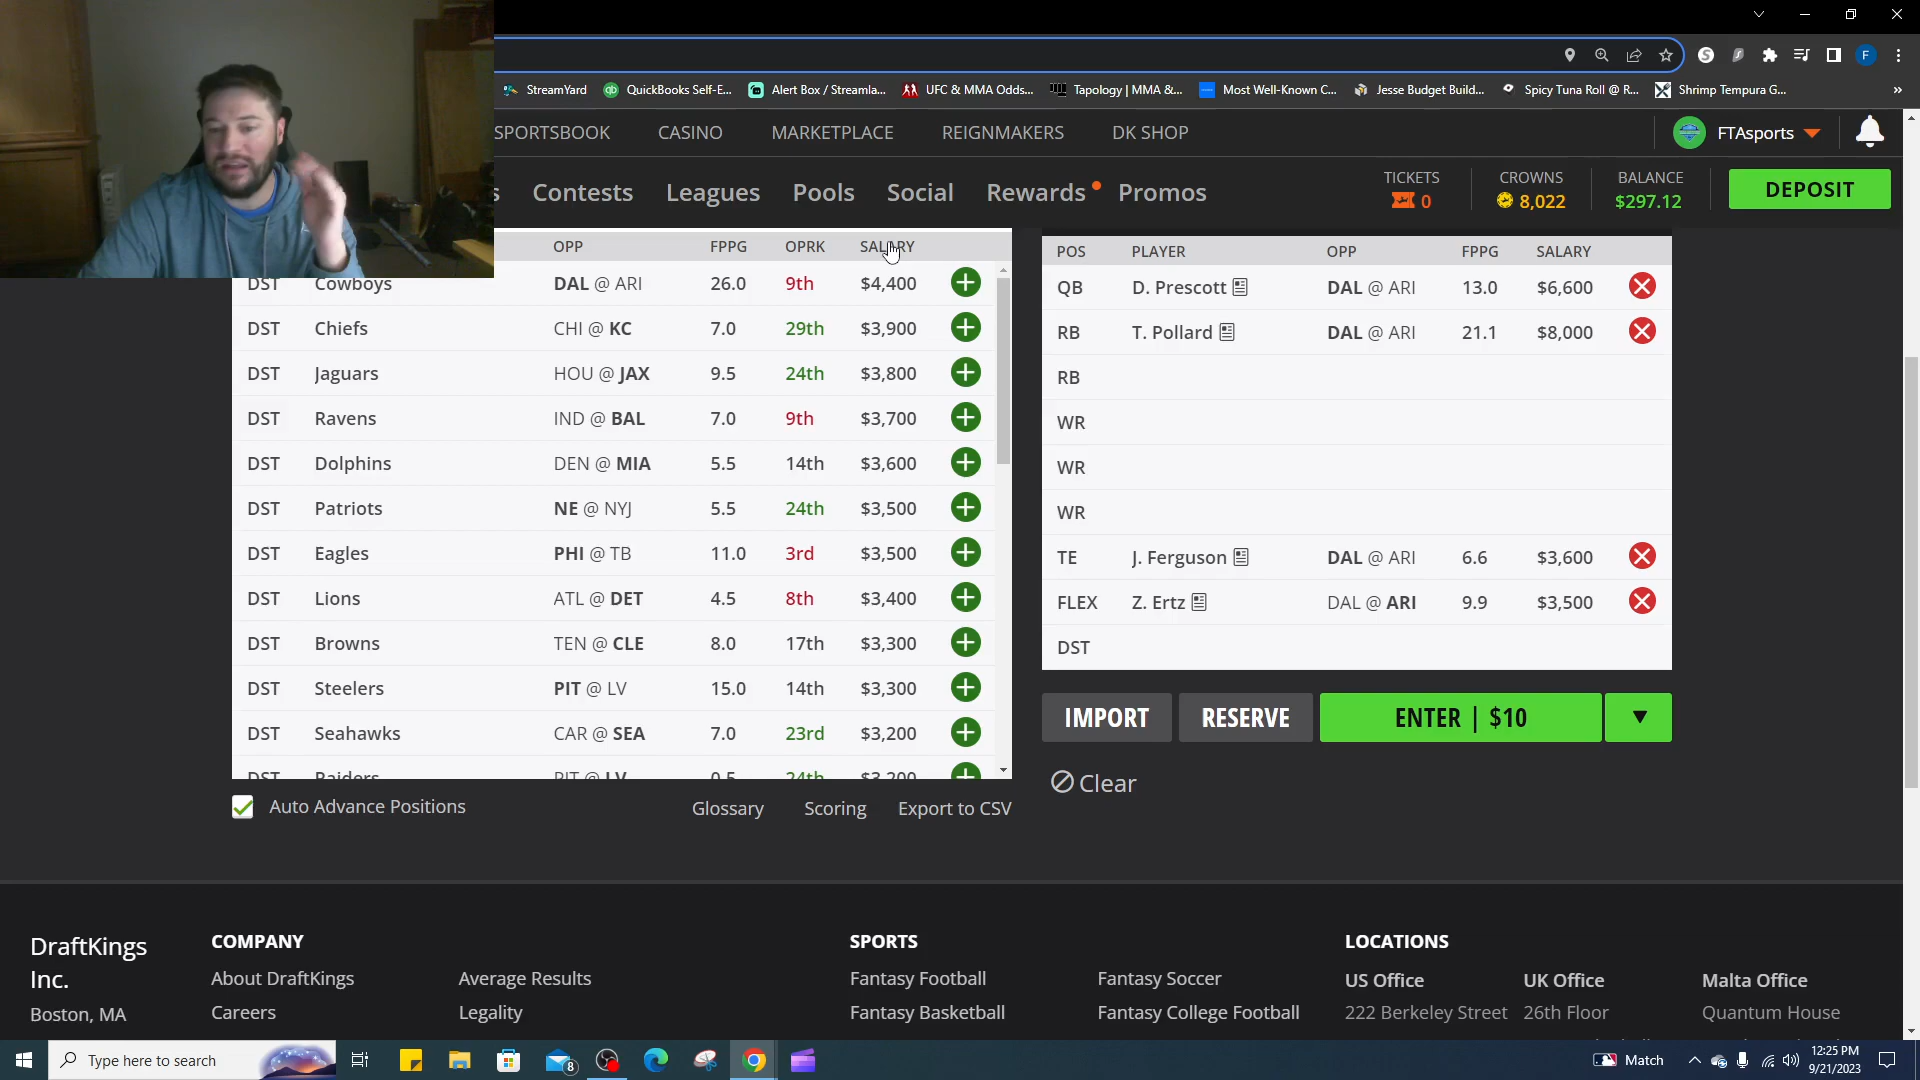 StreamYard QuickBooks Self-E... Alert Box / Streamla... UFC & MMA Odds... Tapology | MMA &... Most Well-Known C... Jesse Budget Build... Spicy Tuna Roll @ R... Shrimp Tempura G... »
SPORTSBOOK CASINO MARKETPLACE REIGNMAKERS DK SHOP FTAsports
s Contests Leagues Pools Social Rewards Promos
TICKETS CROWNS BALANCE DEPOSIT
0 8,022 $297.12
OPP FPPG OPRK SALARY
DST Cowboys DAL @ ARI 26.0 9th $4,400
DST Chiefs CHI @ KC 7.0 29th $3,900
DST Jaguars HOU @ JAX 9.5 24th $3,800
DST Ravens IND @ BAL 7.0 9th $3,700
DST Dolphins DEN @ MIA 5.5 14th $3,600
DST Patriots NE @ NYJ 5.5 24th $3,500
DST Eagles PHI @ TB 11.0 3rd $3,500
DST Lions ATL @ DET 4.5 8th $3,400
DST Browns TEN @ CLE 8.0 17th $3,300
DST Steelers PIT @ LV 15.0 14th $3,300
DST Seahawks CAR @ SEA 7.0 23rd $3,200
DST Raiders PIT @ LV 0.5 24th $3,200
Auto Advance Positions Glossary Scoring Export to CSV
POS PLAYER OPP FPPG SALARY
QB D. Prescott DAL @ ARI 13.0 $6,600
RB T. Pollard DAL @ ARI 21.1 $8,000
RB
WR
WR
WR
TE J. Ferguson DAL @ ARI 6.6 $3,600
FLEX Z. Ertz DAL @ ARI 9.9 $3,500
DST
IMPORT RESERVE ENTER | $10
Clear
DraftKings
Inc.
Boston, MA
COMPANY
About DraftKings Average Results
Careers Legality
SPORTS
Fantasy Football Fantasy Soccer
Fantasy Basketball Fantasy College Football
LOCATIONS
US Office UK Office Malta Office
222 Berkeley Street 26th Floor Quantum House
Type here to search 8 Match 12:25 PM
9/21/2023